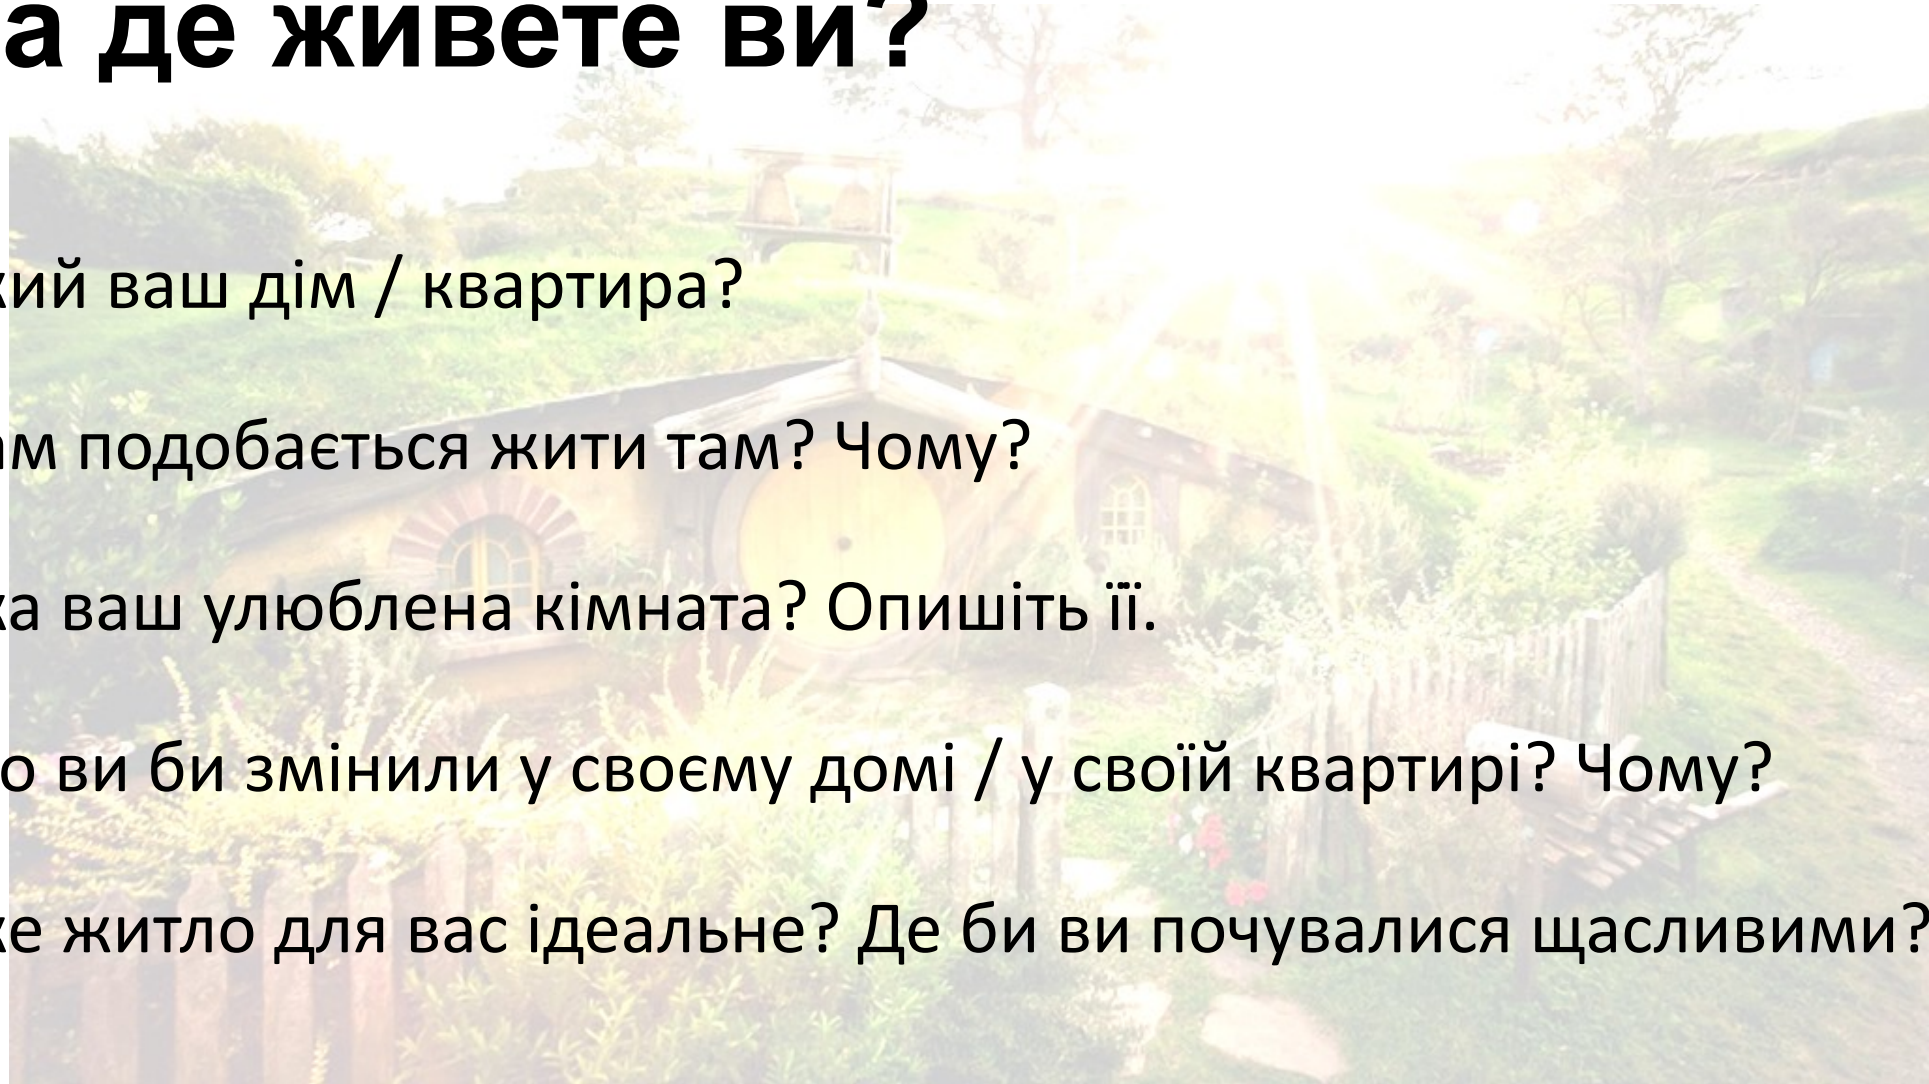 а де живете ви?
кий ваш дім / квартира?
ам подобається жити там? Чому?
ка ваш улюблена кімната? Опишіть її.
о ви би змінили у своєму домі / у своїй квартирі? Чому?
ке житло для вас ідеальне? Де би ви почувалися щасливими?